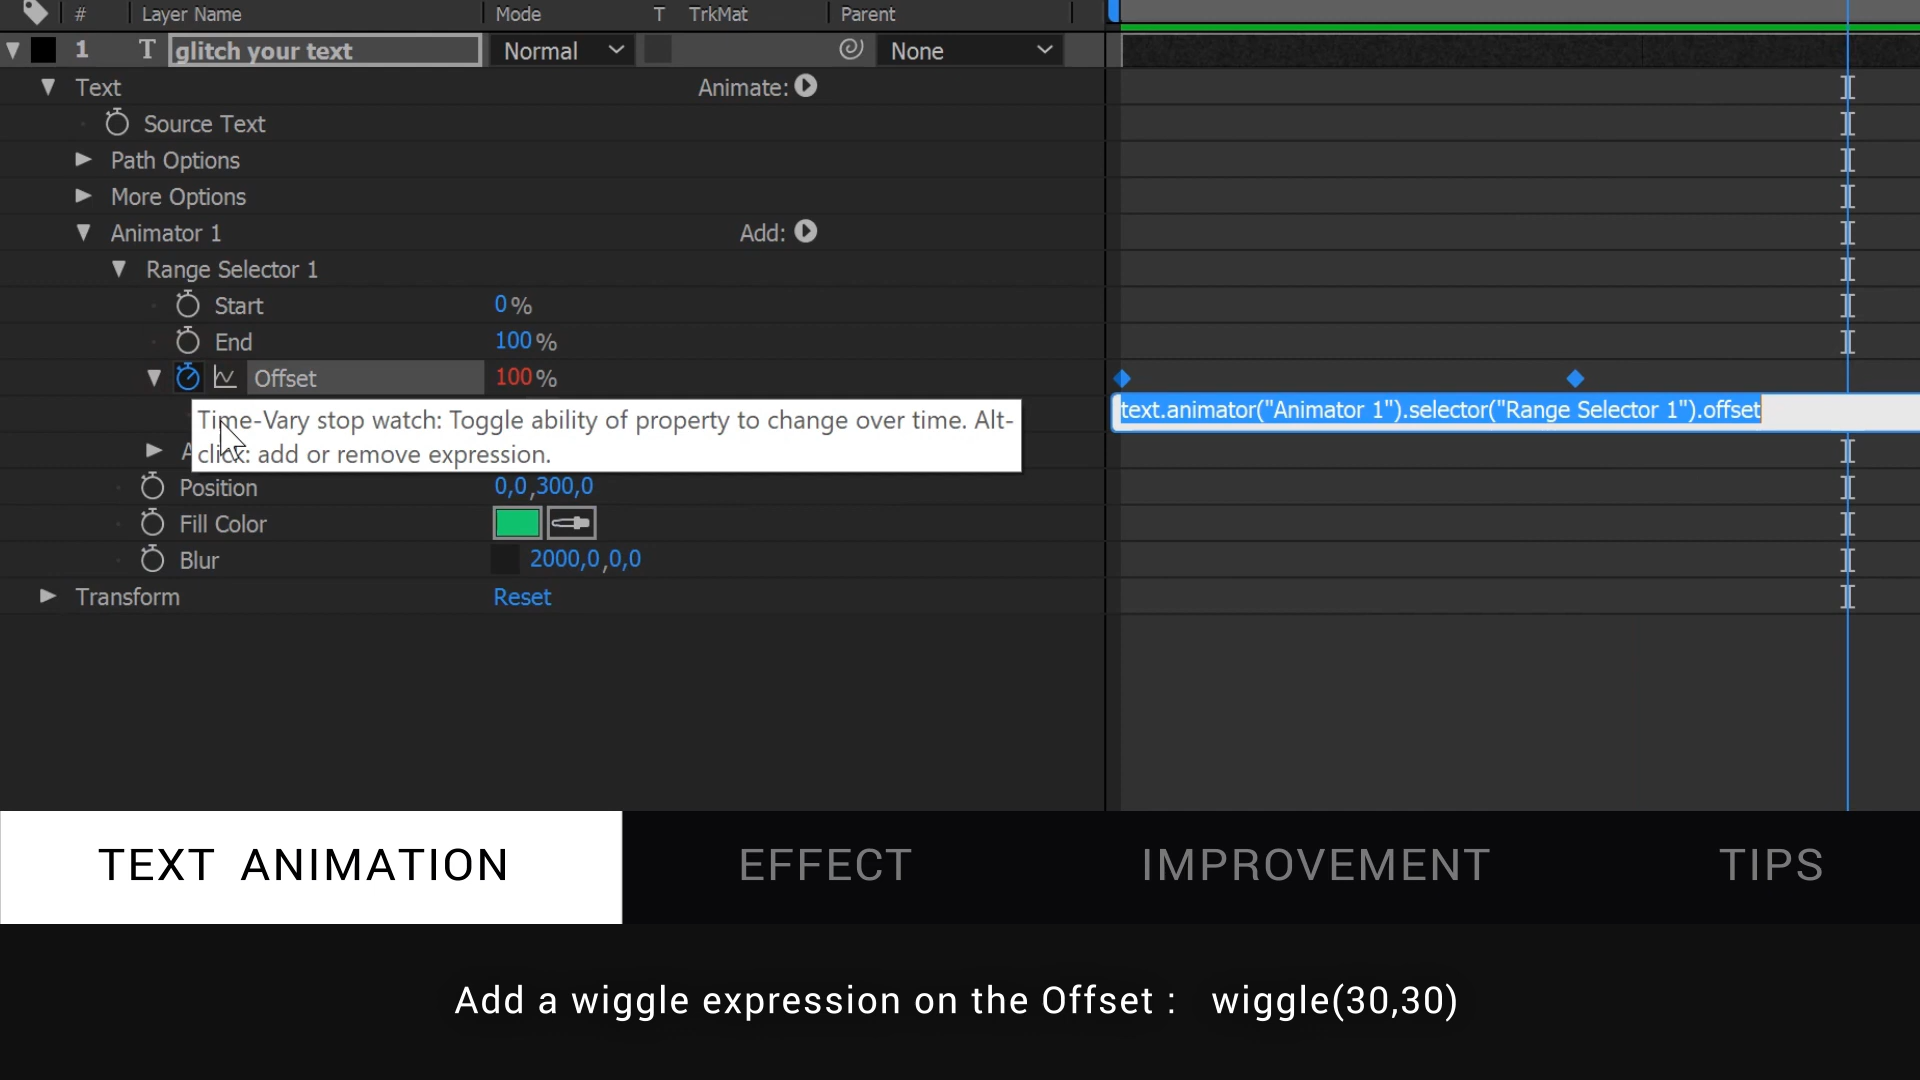 # Layer Name Mode T TrkMat Parent
1 T glitch your text Normal None
Text Animate:
Source Text
Path Options
More Options
Animator 1 Add:
Range Selector 1
Start 0%
End 100%
Offset 100%
text.animator("Animator 1").selector("Range Selector 1").offset
Time-Vary stop watch: Toggle ability of property to change over time. Alt-
click: add or remove expression.
Position 0,0,300,0
Fill Color
Blur 2000,0,0,0
Transform Reset
TEXT ANIMATION EFFECT IMPROVEMENT TIPS
Add a wiggle expression on the Offset : wiggle(30,30)